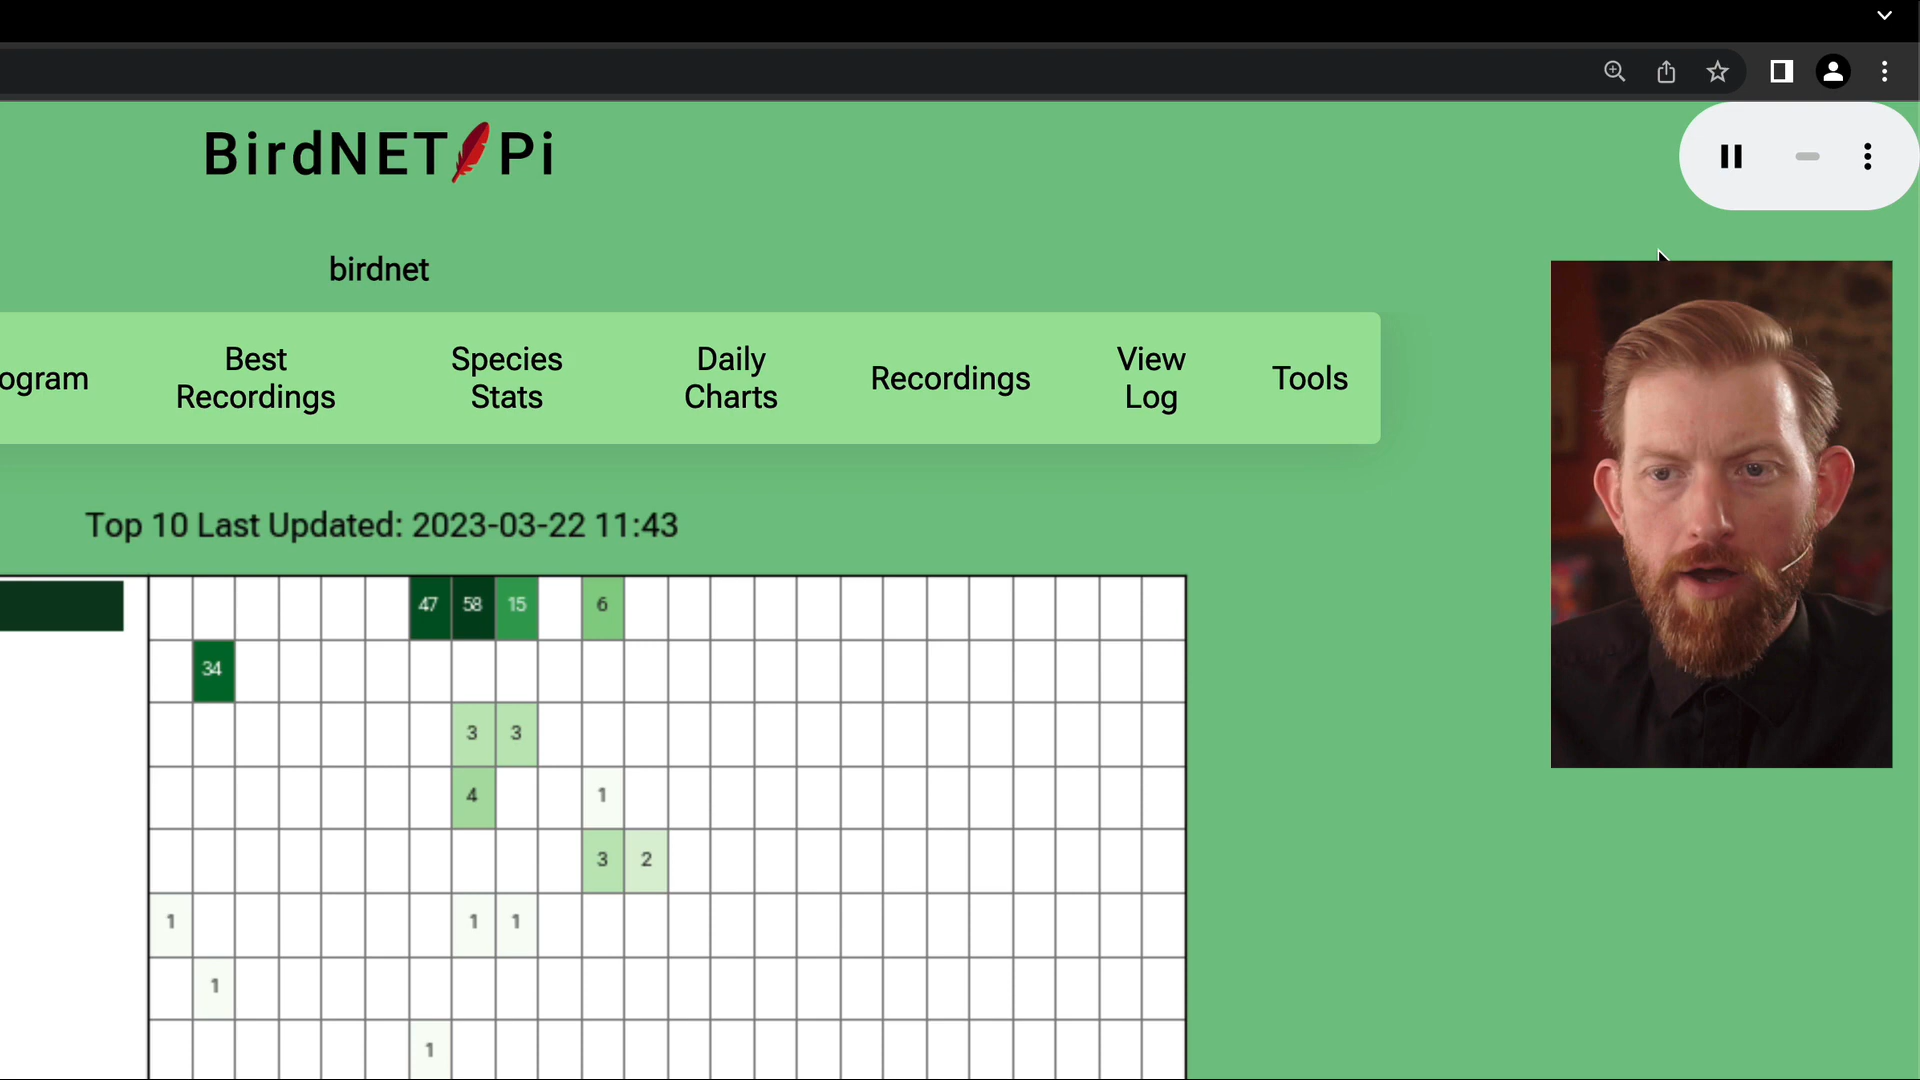 BirdNET Pi
birdnet
ogram
Best
Recordings
Species
Stats
Daily
Charts
Recordings
View
Log
Tools
Top 10 Last Updated: 2023-03-22 11:43
47 58 15 6
34
3 3
4 1
3 2
1 1 1
1
1